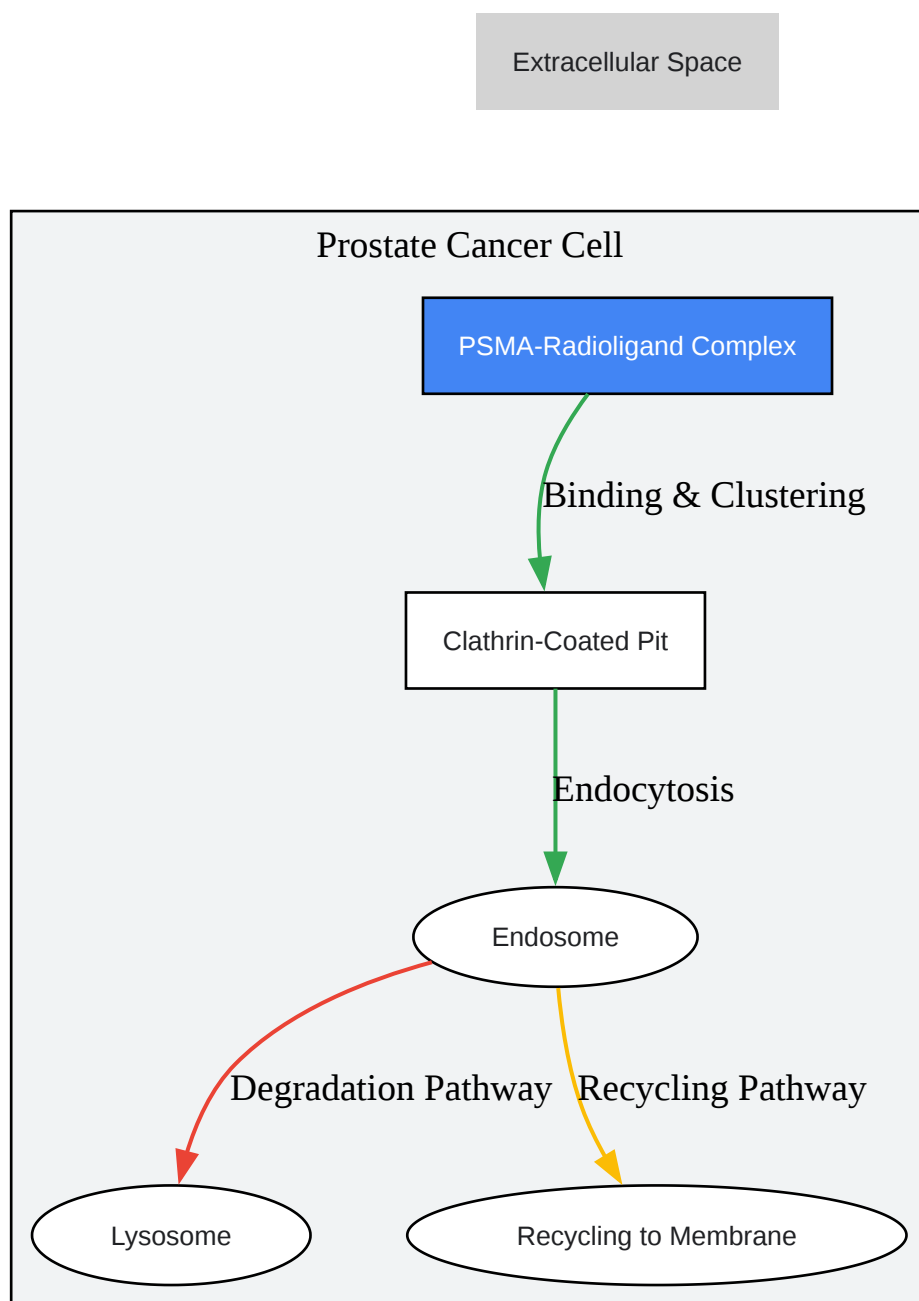 Extracellular Space
Prostate Cancer Cell
PSMA-Radioligand Complex
Binding & Clustering
Clathrin-Coated Pit
Endocytosis
Endosome
Degradation Pathway
Recycling Pathway
Lysosome
Recycling to Membrane